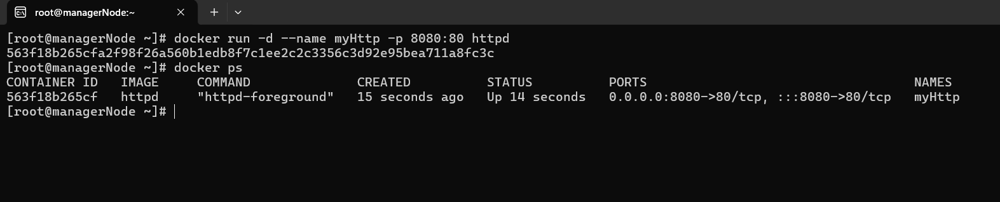 root@managerNode:~
[root@managerNode ~]# docker run -d --name myHttp -p 8080:80 httpd
563f18b265cfa2f98f26a560b1edb8f7c1ee2c2c3356c3d92e95bea711a8fc3c
[root@managerNode ~]# docker ps
CONTAINER ID   IMAGE     COMMAND              CREATED          STATUS          PORTS                                   NAMES
563f18b265cf   httpd     "httpd-foreground"   15 seconds ago   Up 14 seconds   0.0.0.0:8080->80/tcp, :::8080->80/tcp   myHttp
[root@managerNode ~]#